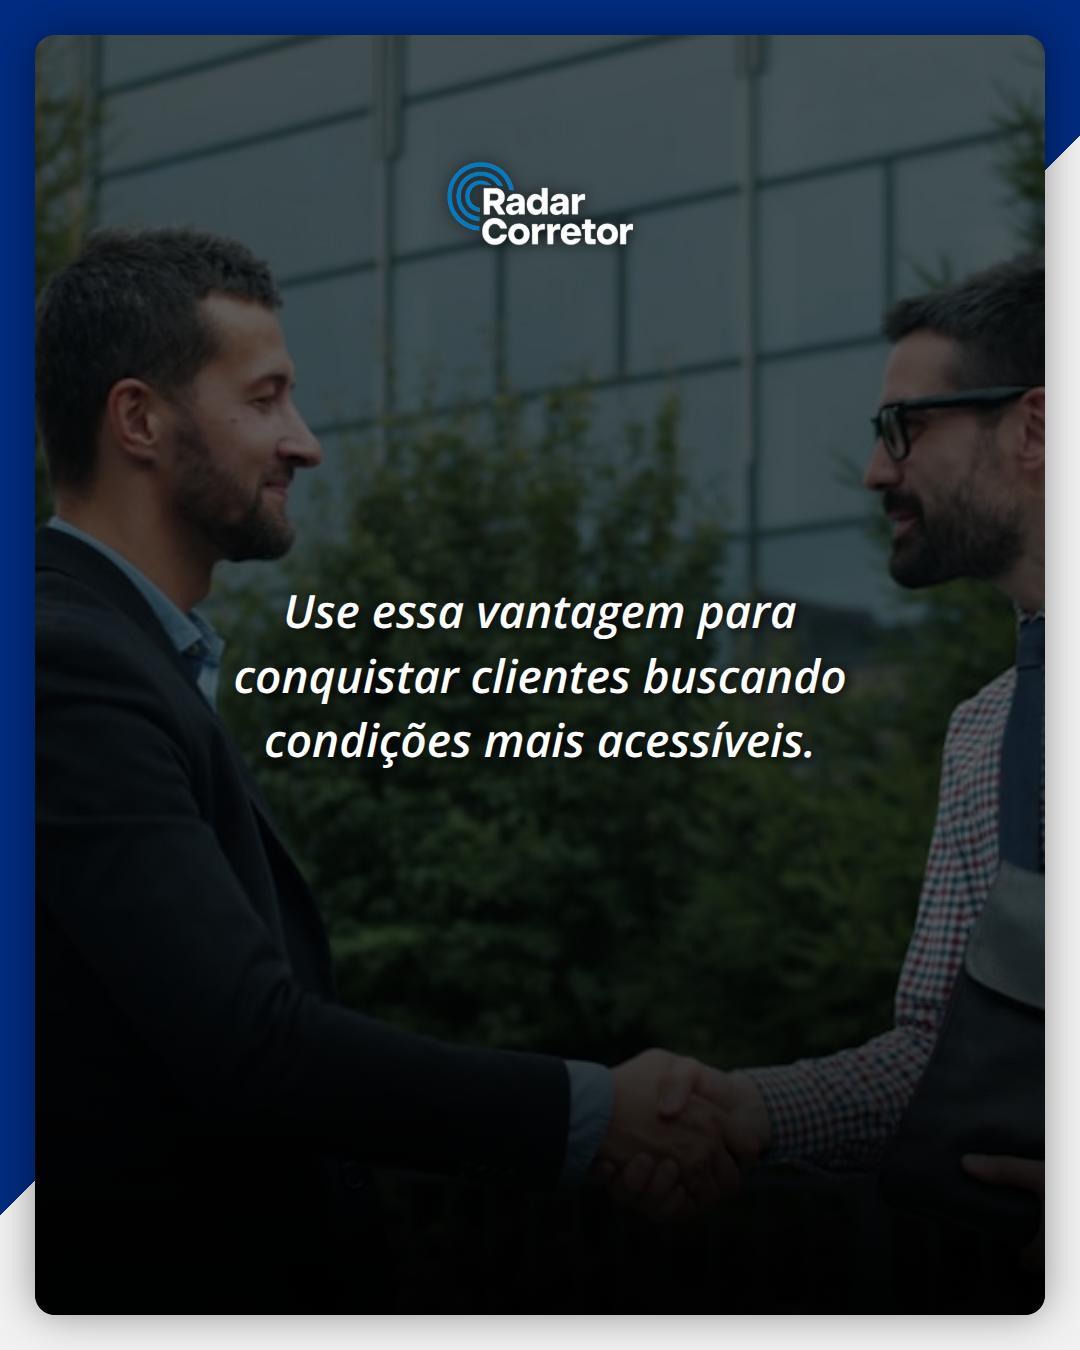 Radar
Corretor
Use essa vantagem para
conquistar clientes buscando
condições mais acessíveis.